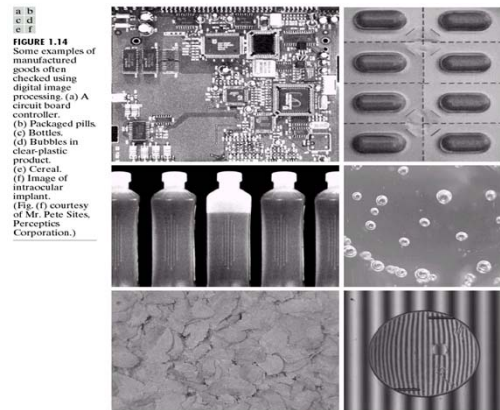 a b
c d
e f
FIGURE 1.14
Some examples of
manufactured
goods often
checked using
digital image
processing. (a) A
circuit board
controller.
(b) Packaged pills.
(c) Bottles.
(d) Bubbles in
clear-plastic
product.
(e) Cereal.
(f) Image of
intraocular
implant.
(Fig. (f) courtesy
of Mr. Pete Sites,
Perceptics
Corporation.)